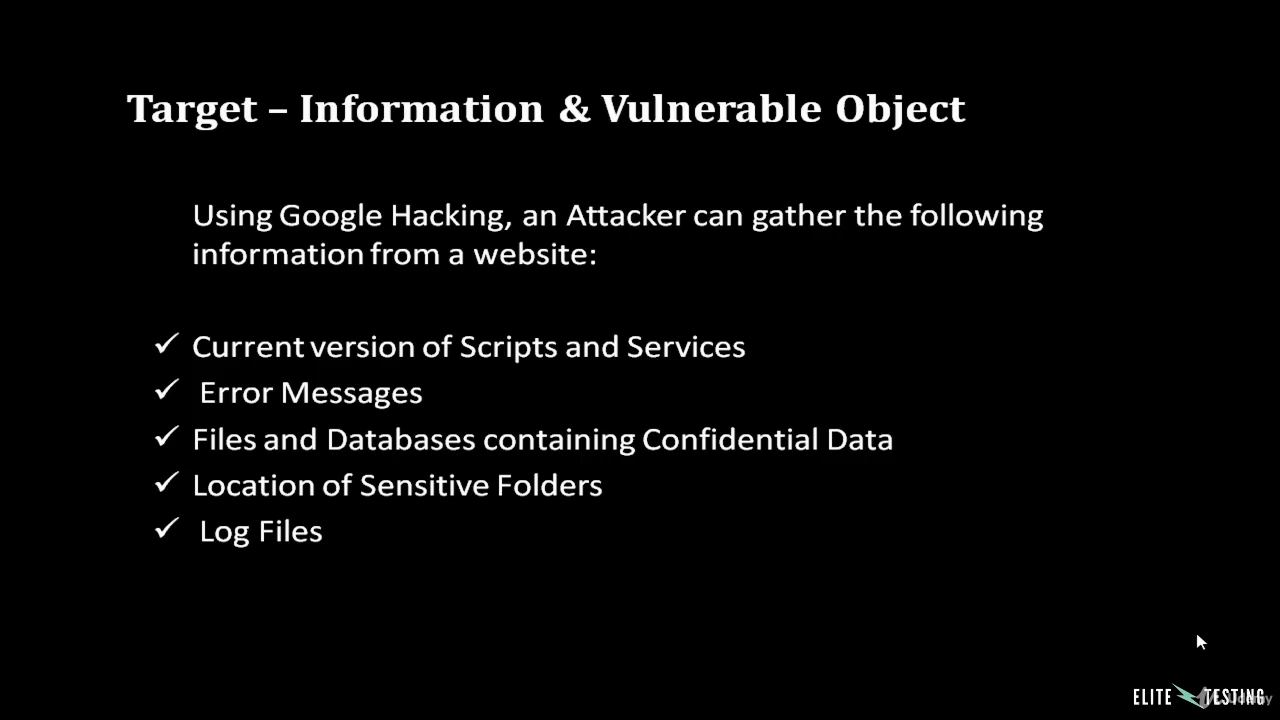 Target – Information & Vulnerable Object
Using Google Hacking, an Attacker can gather the following
information from a website:
✓ Current version of Scripts and Services
✓ Error Messages
✓ Files and Databases containing Confidential Data
✓ Location of Sensitive Folders
✓ Log Files
ELITE TESTING